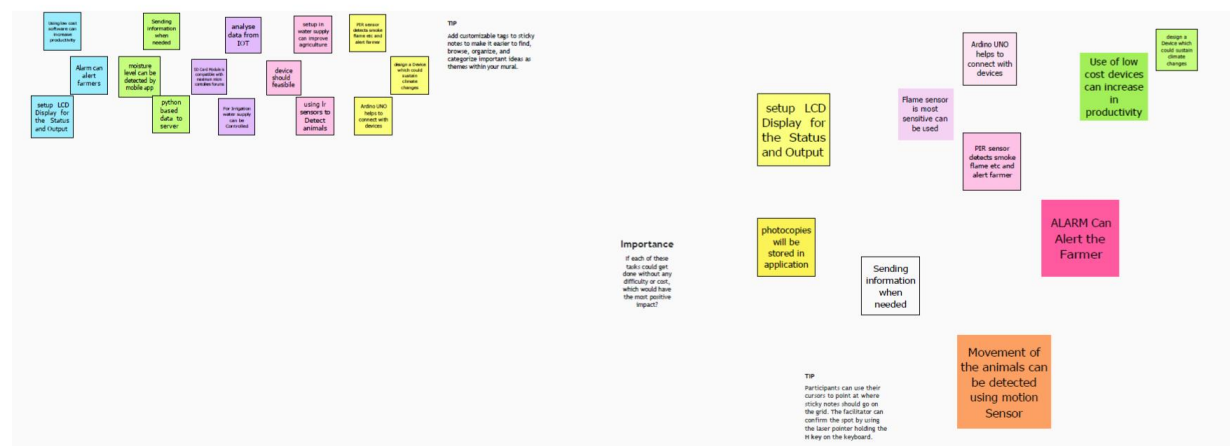 Using low cost
software can
increase
productivity
Sending
information
when
needed
analyse
data from
IOT
setup in
water supply
can improve
agriculture
PIR sensor
detects smoke
flame etc and
alert farmer
TIP
Add customizable tags to sticky
notes to make it easier to find,
browse, organize, and
categorize important ideas as
themes within your mural.
Alarm can
alert
farmers
moisture
level can be
detected by
mobile app
compatible with
device
should
feasibile
design a Device
which could
sustain
climate
changes
setup LCD
Display for
the Status
and Output
python
based
data to
server
For Irrigation
water supply
can be
Controlled
using Ir
sensors to
Detect
animals
Ardino UNO
helps to
connect with
devices
Ardino UNO
helps to
connect with
devices
design a
Device which
could sustain
climate
changes
Use of low
cost devices
can increase
in
productivity
Flame sensor
is most
sensitive can
be used
setup LCD
Display for
the Status
and Output
PIR sensor
detects smoke
flame etc and
alert farmer
ALARM Can
Alert the
Farmer
photocopies
will be
stored in
application
Importance
If each of these
tasks could get
done without any
difficulty or cost,
which would have
the most positive
impact?
Sending
information
when
needed
Movement of
the animals can
be detected
using motion
Sensor
TIP
Participants can use their
cursors to point at where
sticky notes should go on
the grid. The facilitator can
confirm the spot by using
the laser pointer holding the
H key on the keyboard.